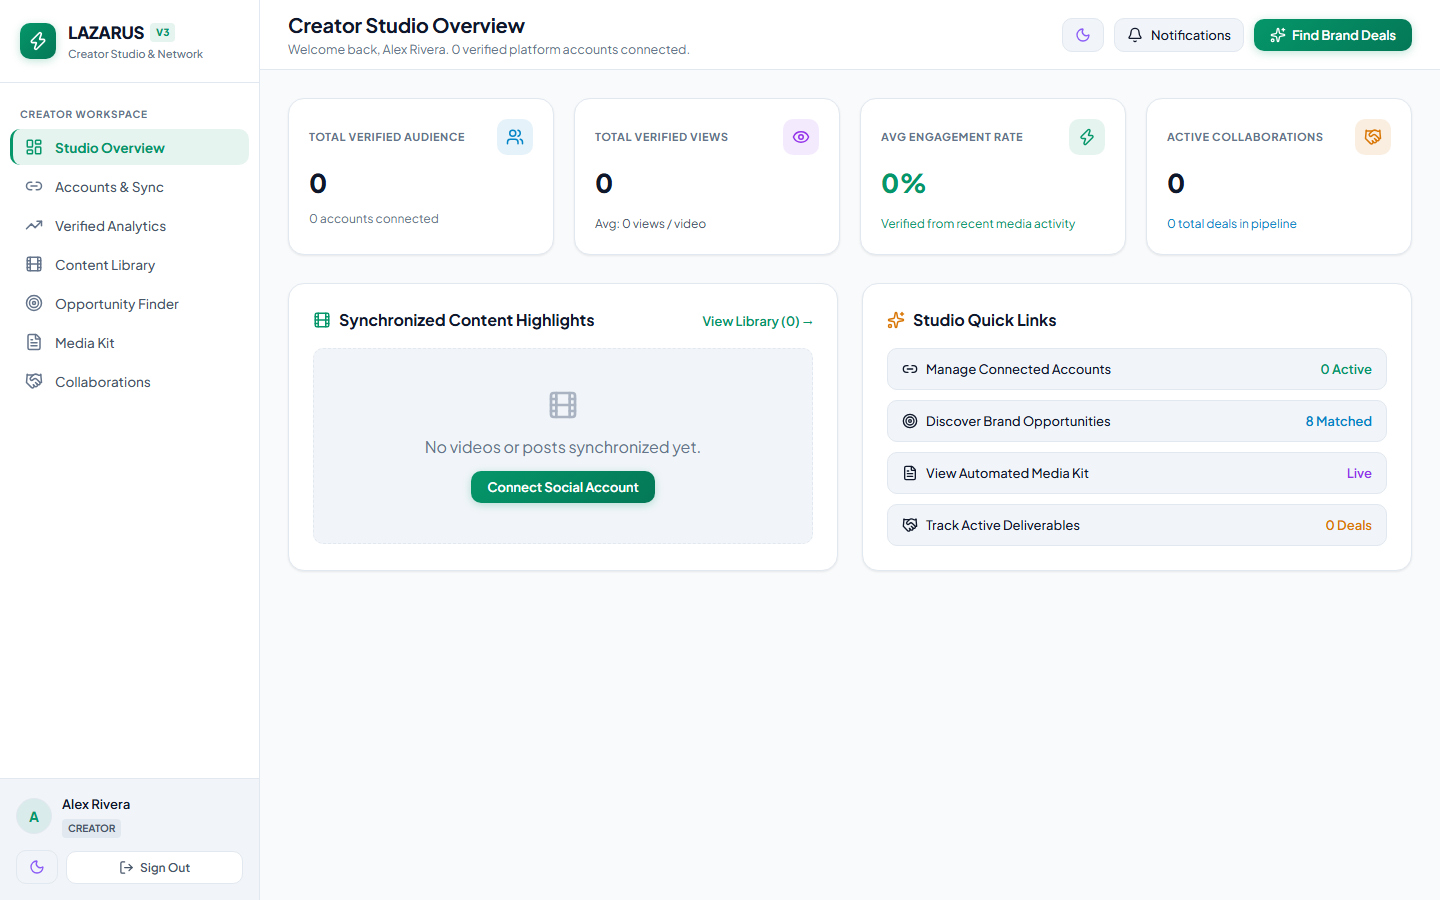 LAZARUS V3
Creator Studio & Network
CREATOR WORKSPACE
Studio Overview
Accounts & Sync
Verified Analytics
Content Library
Opportunity Finder
Media Kit
Collaborations
A
Alex Rivera
CREATOR
Sign Out
Creator Studio Overview
Welcome back, Alex Rivera. 0 verified platform accounts connected.
Notifications
Find Brand Deals
TOTAL VERIFIED AUDIENCE
0
0 accounts connected
TOTAL VERIFIED VIEWS
0
Avg: 0 views / video
AVG ENGAGEMENT RATE
0%
Verified from recent media activity
ACTIVE COLLABORATIONS
0
0 total deals in pipeline
Synchronized Content Highlights
View Library (0) →
No videos or posts synchronized yet.
Connect Social Account
Studio Quick Links
Manage Connected Accounts 0 Active
Discover Brand Opportunities 8 Matched
View Automated Media Kit Live
Track Active Deliverables 0 Deals